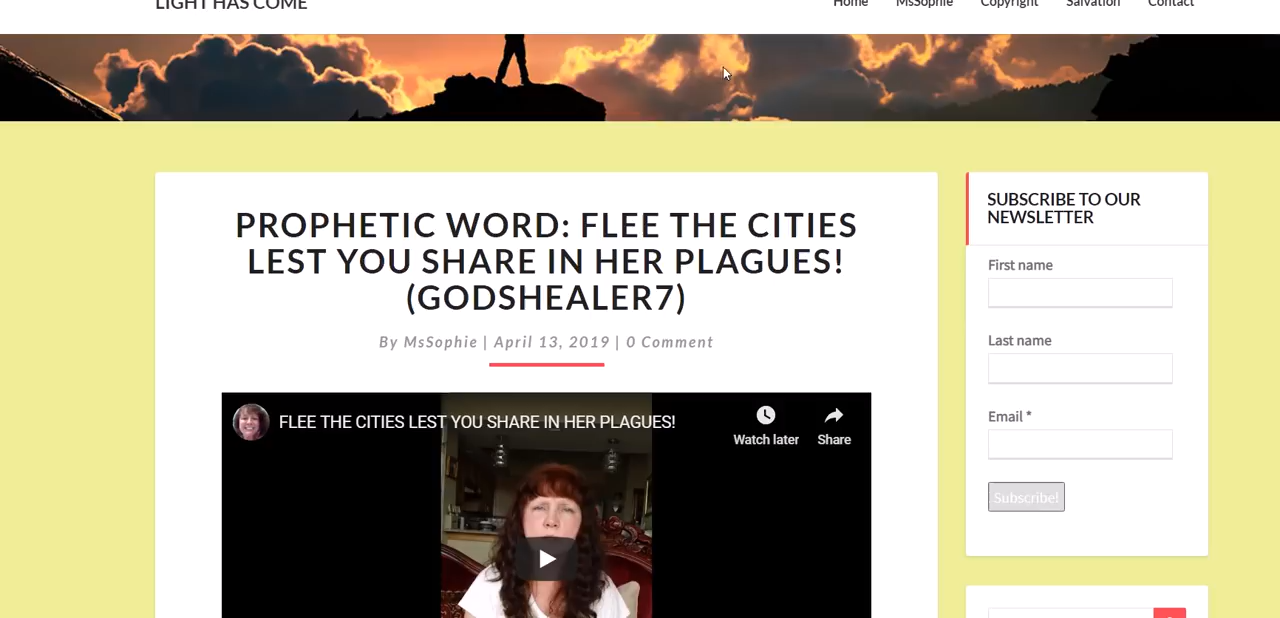 LIGHT HAS COME
Home MsSophie Copyright Salvation Contact
PROPHETIC WORD: FLEE THE CITIES
LEST YOU SHARE IN HER PLAGUES!
(GODSHEALER7)
By MsSophie | April 13, 2019 | 0 Comment
FLEE THE CITIES LEST YOU SHARE IN HER PLAGUES!
Watch later Share
SUBSCRIBE TO OUR
NEWSLETTER
First name
Last name
Email *
Subscribe!